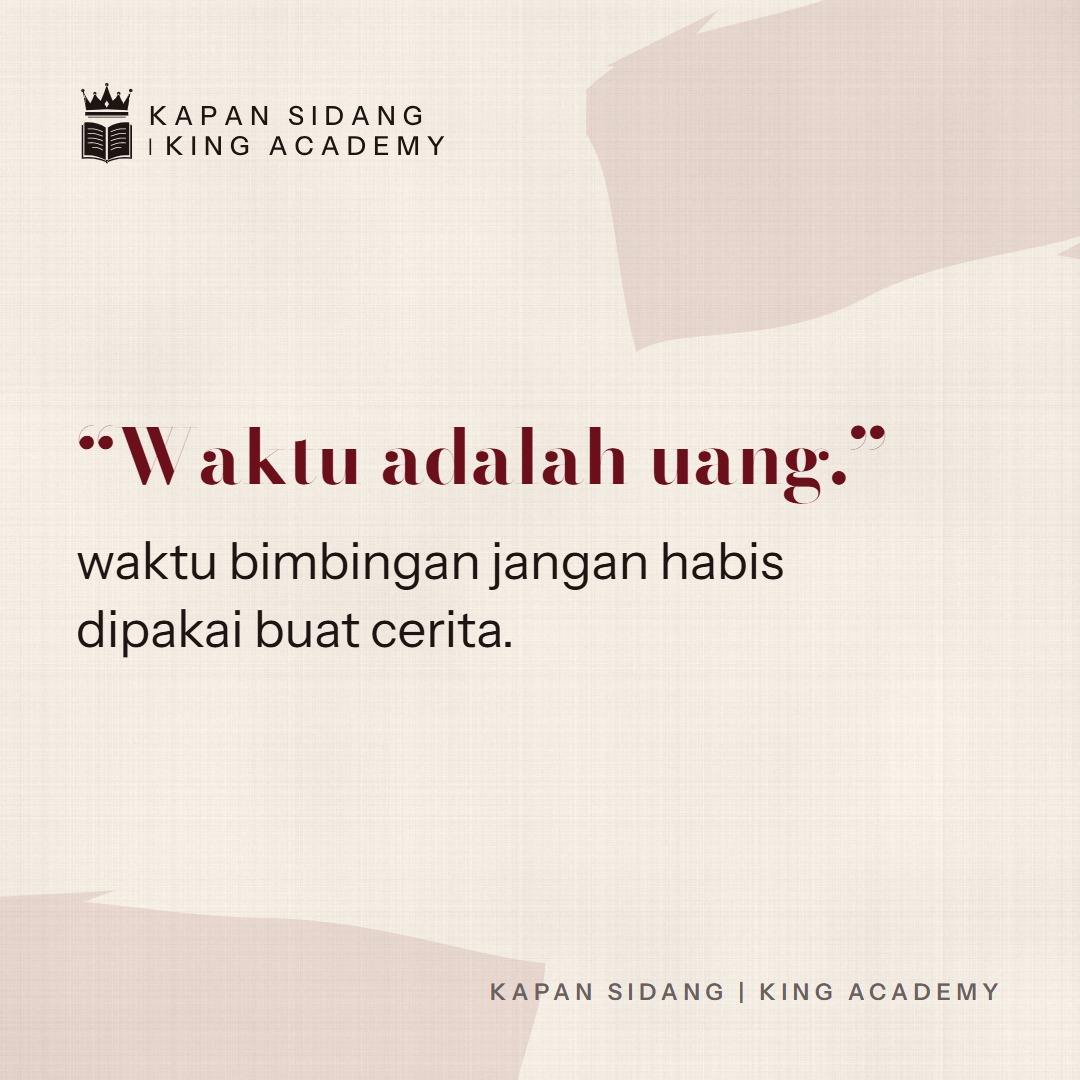 KAPAN SIDANG
| KING ACADEMY
“Waktu adalah uang.”
waktu bimbingan jangan habis
dipakai buat cerita.
KAPAN SIDANG | KING ACADEMY